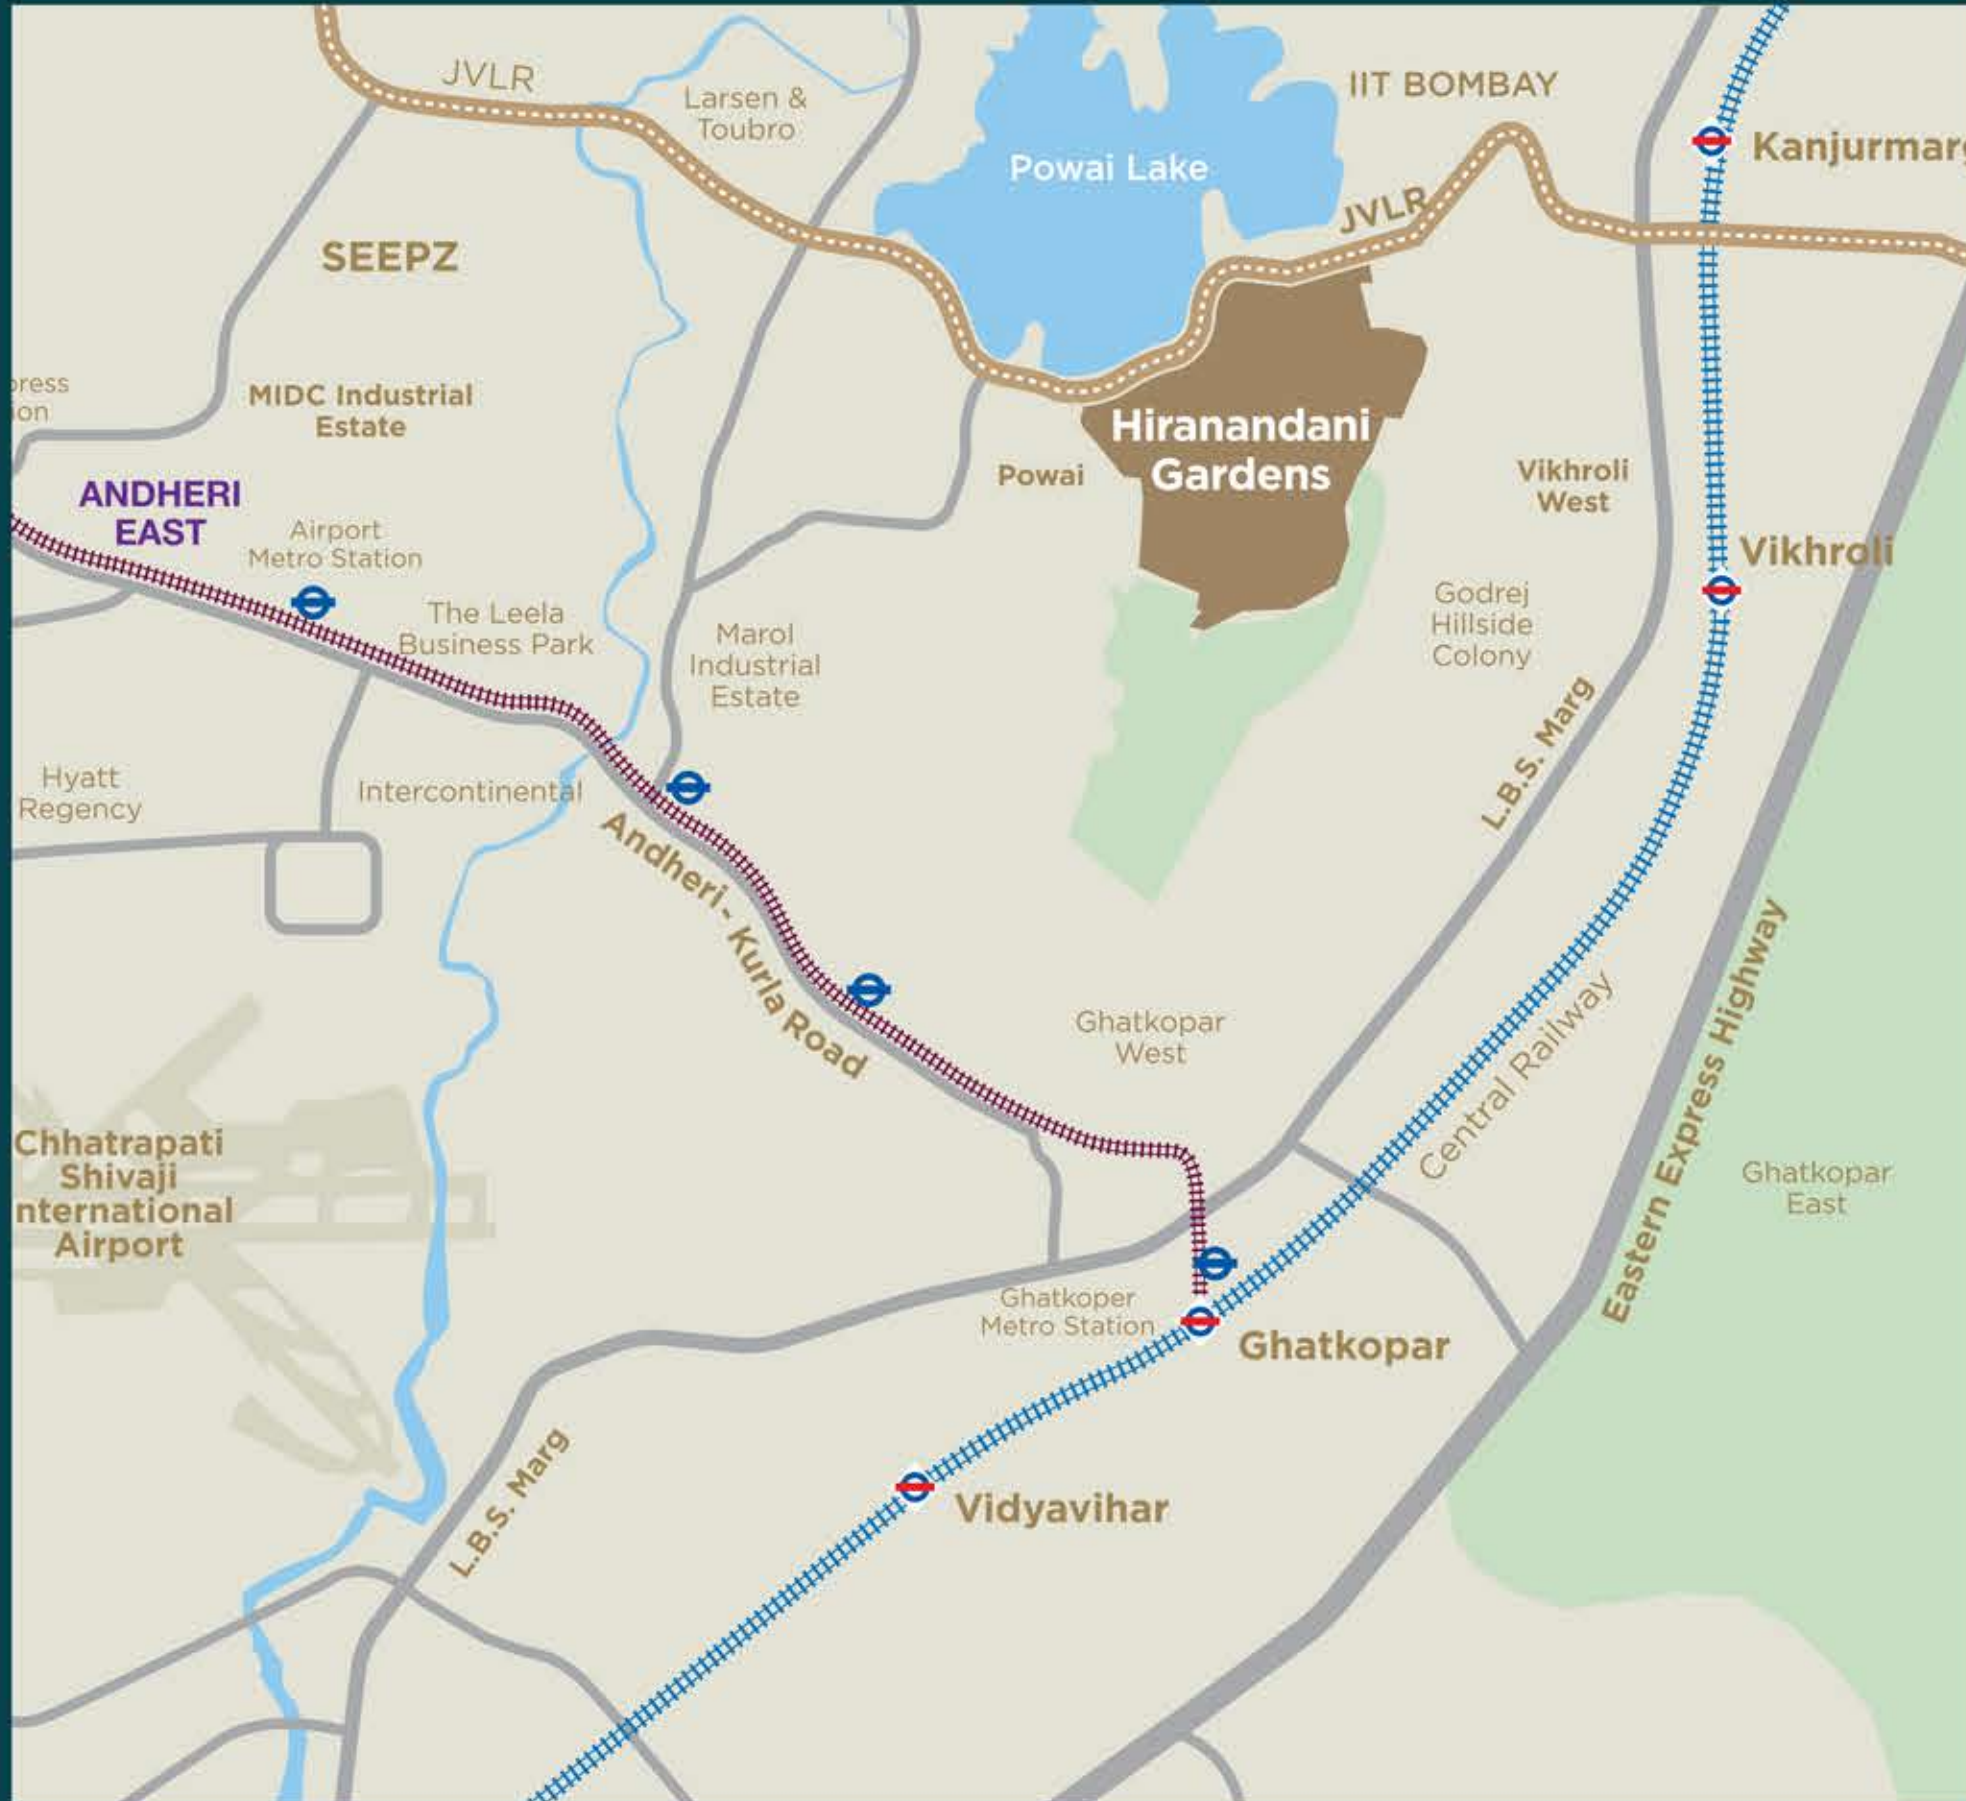 JVLR
Larsen &
Toubro
IIT BOMBAY
Kanjurmarg
Powai Lake
JVLR
SEEPZ
press
ion
MIDC Industrial
Estate
Hiranandani
Gardens
Powai
Vikhroli
West
Vikhroli
ANDHERI
EAST
Airport
Metro Station
The Leela
Business Park
Marol
Industrial
Estate
Godrej
Hillside
Colony
L.B.S. Marg
Hyatt
Regency
Intercontinental
Andheri - Kurla Road
Ghatkopar
West
Central Railway
Eastern Express Highway
Ghatkopar
East
Chhatrapati
Shivaji
nternational
Airport
Ghatkoper
Metro Station
Ghatkopar
L.B.S. Marg
Vidyavihar